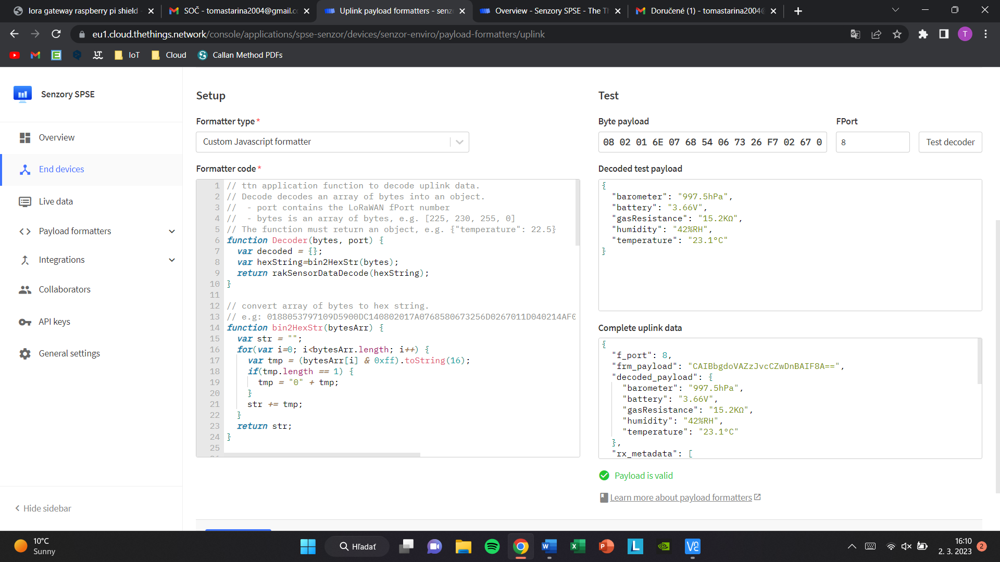 lora gateway raspberry pi shield
SOČ - tomastarina2004@gmail.c
Uplink payload formatters - senz
Overview - Senzory SPSE - The T
Doručené (1) - tomastarina2004
eu1.cloud.thethings.network/console/applications/spse-senzor/devices/senzor-enviro/payload-formatters/uplink
T
IoT
Cloud
Callan Method PDFs
Senzory SPSE
Overview
End devices
Live data
Payload formatters
Integrations
Collaborators
API keys
General settings
Hide sidebar
Setup
Formatter type *
Custom Javascript formatter
Formatter code *
1 // ttn application function to decode uplink data.
2 // Decode decodes an array of bytes into an object.
3 //  - port contains the LoRaWAN fPort number
4 //  - bytes is an array of bytes, e.g. [225, 230, 255, 0]
5 // The function must return an object, e.g. {"temperature": 22.5}
6 function Decoder(bytes, port) {
7   var decoded = {};
8   var hexString=bin2HexStr(bytes);
9   return rakSensorDataDecode(hexString);
10 }
11
12 // convert array of bytes to hex string.
13 // e.g: 0188053797109D5900DC140802017A0768580673256D0267011D040214AF0
14 function bin2HexStr(bytesArr) {
15   var str = "";
16   for(var i=0; i<bytesArr.length; i++) {
17     var tmp = (bytesArr[i] & 0xff).toString(16);
18     if(tmp.length == 1) {
19       tmp = "0" + tmp;
20     }
21     str += tmp;
22   }
23   return str;
24 }
25
Test
Byte payload
FPort
08 02 01 6E 07 68 54 06 73 26 F7 02 67 0
8
Test decoder
Decoded test payload
{
  "barometer": "997.5hPa",
  "battery": "3.66V",
  "gasResistance": "15.2KΩ",
  "humidity": "42%RH",
  "temperature": "23.1°C"
}
Complete uplink data
{
  "f_port": 8,
  "frm_payload": "CAIBbgdoVAZzJvcCZwDnBAIF8A==",
  "decoded_payload": {
    "barometer": "997.5hPa",
    "battery": "3.66V",
    "gasResistance": "15.2KΩ",
    "humidity": "42%RH",
    "temperature": "23.1°C"
  },
  "rx_metadata": [
Payload is valid
Learn more about payload formatters
10°C
Sunny
Hľadať
16:10
2. 3. 2023
2